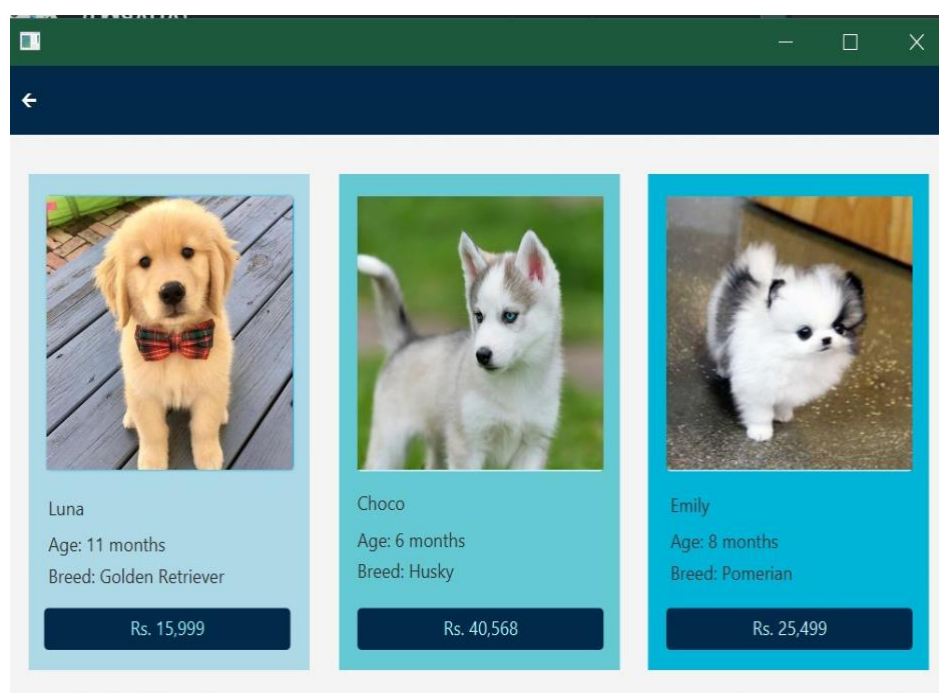 Luna
Age: 11 months
Breed: Golden Retriever
Rs. 15,999
Choco
Age: 6 months
Breed: Husky
Rs. 40,568
Emily
Age: 8 months
Breed: Pomerian
Rs. 25,499